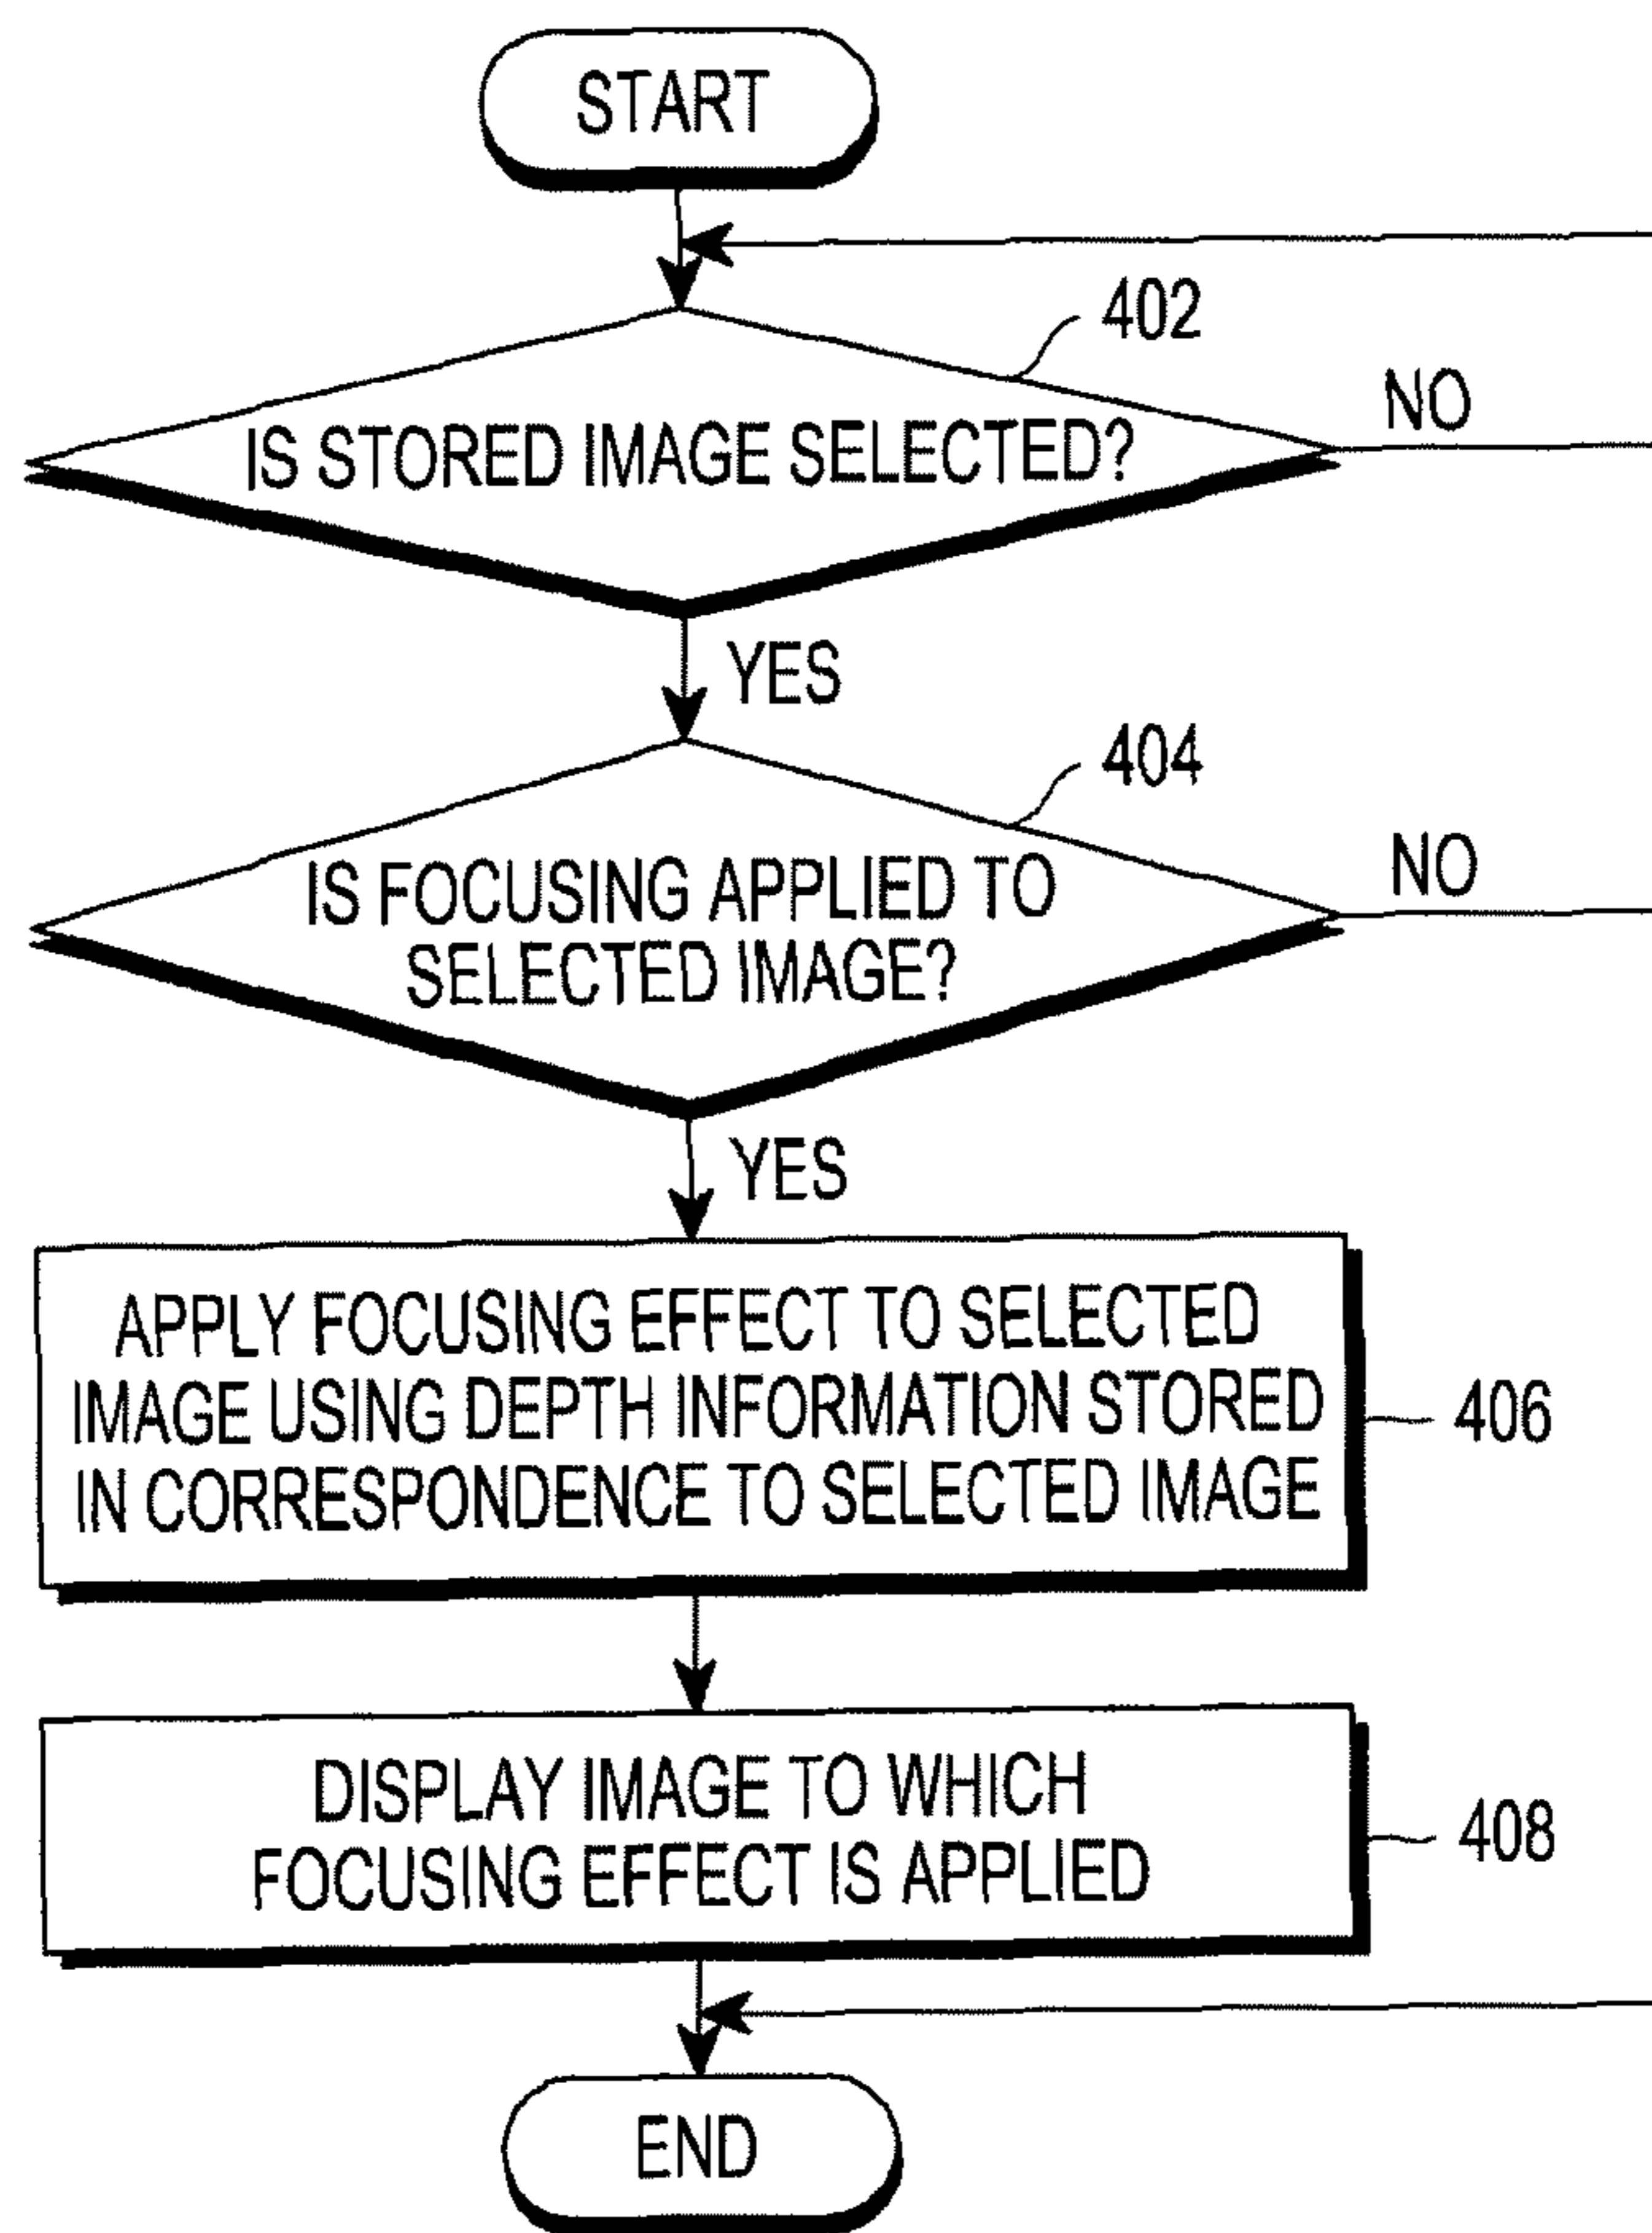 START
402
IS STORED IMAGE SELECTED?
NO
YES
404
IS FOCUSING APPLIED TO
SELECTED IMAGE?
NO
YES
APPLY FOCUSING EFFECT TO SELECTED
IMAGE USING DEPTH INFORMATION STORED
IN CORRESPONDENCE TO SELECTED IMAGE
406
DISPLAY IMAGE TO WHICH
FOCUSING EFFECT IS APPLIED
408
END